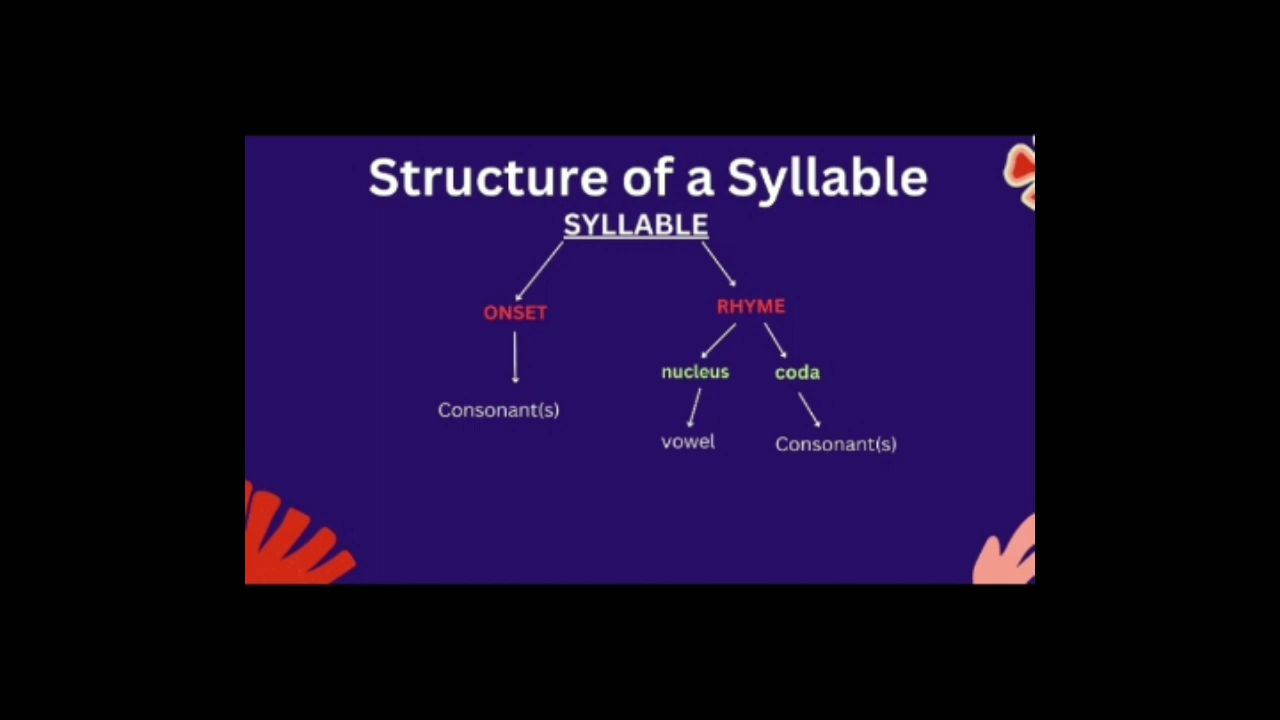 Structure of a Syllable
SYLLABLE
ONSET
RHYME
nucleus
coda
Consonant(s)
vowel
Consonant(s)